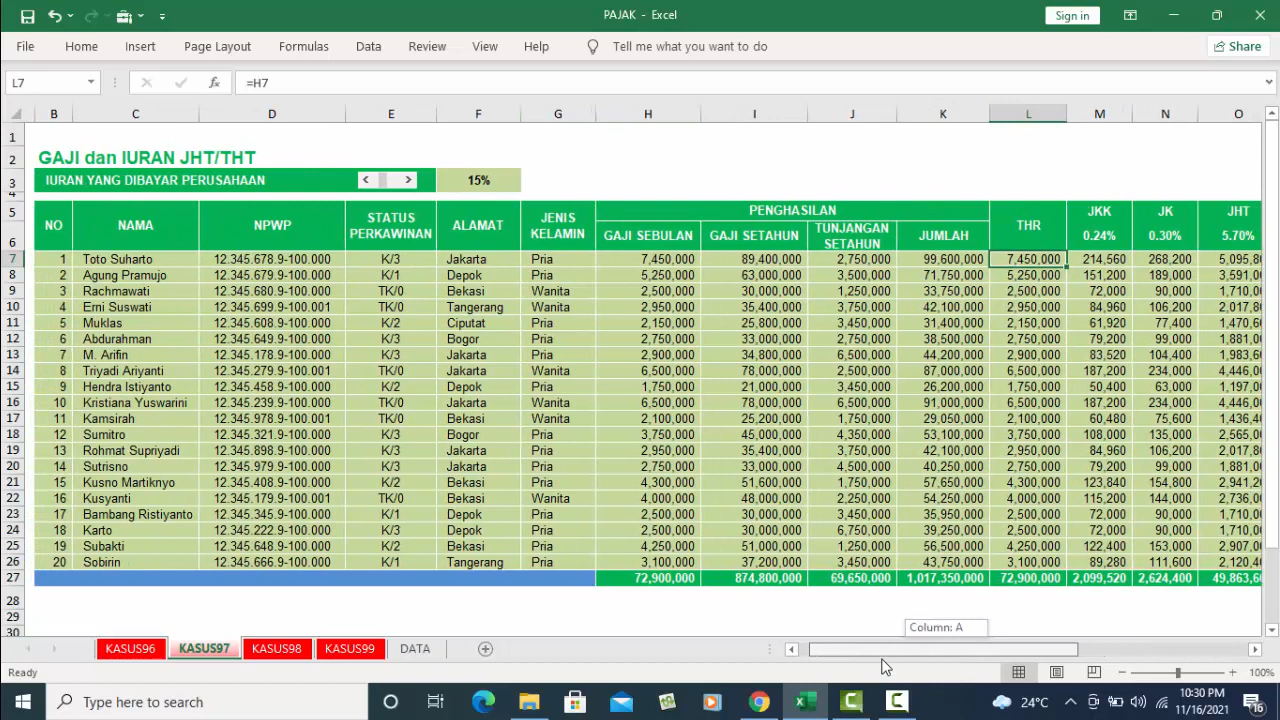 PAJAK - Excel
Sign in
File Home Insert Page Layout Formulas Data Review View Help Tell me what you want to do Share
L7 fx =H7
B C D E F G H I J K L M N O
1
2 GAJI dan IURAN JHT/THT
3 IURAN YANG DIBAYAR PERUSAHAAN < > 15%
4
5 NO NAMA NPWP STATUS PERKAWINAN ALAMAT JENIS KELAMIN PENGHASILAN THR JKK JK JHT
6 GAJI SEBULAN GAJI SETAHUN TUNJANGAN SETAHUN JUMLAH 0.24% 0.30% 5.70%
7 1 Toto Suharto 12.345.678.9-100.000 K/3 Jakarta Pria 7,450,000 89,400,000 2,750,000 99,600,000 7,450,000 214,560 268,200 5,095,8
8 2 Agung Pramujo 12.345.679.9-100.000 K/1 Depok Pria 5,250,000 63,000,000 3,500,000 71,750,000 5,250,000 151,200 189,000 3,591,0
9 3 Rachmawati 12.345.680.9-100.000 TK/0 Bekasi Wanita 2,500,000 30,000,000 1,250,000 33,750,000 2,500,000 72,000 90,000 1,710,0
10 4 Erni Suswati 12.345.699.9-100.001 TK/0 Tangerang Wanita 2,950,000 35,400,000 3,750,000 42,100,000 2,950,000 84,960 106,200 2,017,8
11 5 Muklas 12.345.608.9-100.000 K/2 Ciputat Pria 2,150,000 25,800,000 3,450,000 31,400,000 2,150,000 61,920 77,400 1,470,6
12 6 Abdurahman 12.345.649.9-100.000 K/3 Bogor Pria 2,750,000 33,000,000 2,750,000 38,500,000 2,750,000 79,200 99,000 1,881,0
13 7 M. Arifin 12.345.178.9-100.000 K/3 Jakarta Pria 2,900,000 34,800,000 6,500,000 44,200,000 2,900,000 83,520 104,400 1,983,6
14 8 Triyadi Ariyanti 12.345.279.9-100.000 TK/0 Jakarta Wanita 6,500,000 78,000,000 2,500,000 87,000,000 6,500,000 187,200 234,000 4,446,0
15 9 Hendra Istiyanto 12.345.458.9-100.000 K/2 Depok Pria 1,750,000 21,000,000 3,450,000 26,200,000 1,750,000 50,400 63,000 1,197,0
16 10 Kristiana Yuswarini 12.345.239.9-100.000 TK/0 Jakarta Wanita 6,500,000 78,000,000 6,500,000 91,000,000 6,500,000 187,200 234,000 4,446,0
17 11 Kamsirah 12.345.978.9-100.001 TK/0 Bekasi Wanita 2,100,000 25,200,000 1,750,000 29,050,000 2,100,000 60,480 75,600 1,436,4
18 12 Sumitro 12.345.321.9-100.000 K/3 Bogor Pria 3,750,000 45,000,000 4,350,000 53,100,000 3,750,000 108,000 135,000 2,565,0
19 13 Rohmat Supriyadi 12.345.898.9-100.000 K/3 Jakarta Pria 2,950,000 35,400,000 3,750,000 42,100,000 2,950,000 84,960 106,200 2,017,8
20 14 Sutrisno 12.345.979.9-100.000 K/3 Jakarta Pria 2,750,000 33,000,000 4,500,000 40,250,000 2,750,000 79,200 99,000 1,881,0
21 15 Kusno Martiknyo 12.345.408.9-100.000 K/2 Bekasi Pria 4,300,000 51,600,000 1,750,000 57,650,000 4,300,000 123,840 154,800 2,941,2
22 16 Kusyanti 12.345.179.9-100.001 TK/0 Bekasi Wanita 4,000,000 48,000,000 2,250,000 54,250,000 4,000,000 115,200 144,000 2,736,0
23 17 Bambang Ristiyanto 12.345.345.9-100.000 K/1 Depok Pria 2,500,000 30,000,000 3,450,000 35,950,000 2,500,000 72,000 90,000 1,710,0
24 18 Karto 12.345.222.9-100.000 K/3 Depok Pria 2,500,000 30,000,000 6,750,000 39,250,000 2,500,000 72,000 90,000 1,710,0
25 19 Subakti 12.345.648.9-100.000 K/2 Bekasi Pria 4,250,000 51,000,000 1,250,000 56,500,000 4,250,000 122,400 153,000 2,907,0
26 20 Sobirin 12.345.666.9-100.000 K/1 Tangerang Pria 3,100,000 37,200,000 3,450,000 43,750,000 3,100,000 89,280 111,600 2,120,4
27 72,900,000 874,800,000 69,650,000 1,017,350,000 72,900,000 2,099,520 2,624,400 49,863,6
28
29
30
Column: A
KASUS96 KASUS97 KASUS98 KASUS99 DATA
Ready 100%
Type here to search 24°C 10:30 PM
11/16/2021 16